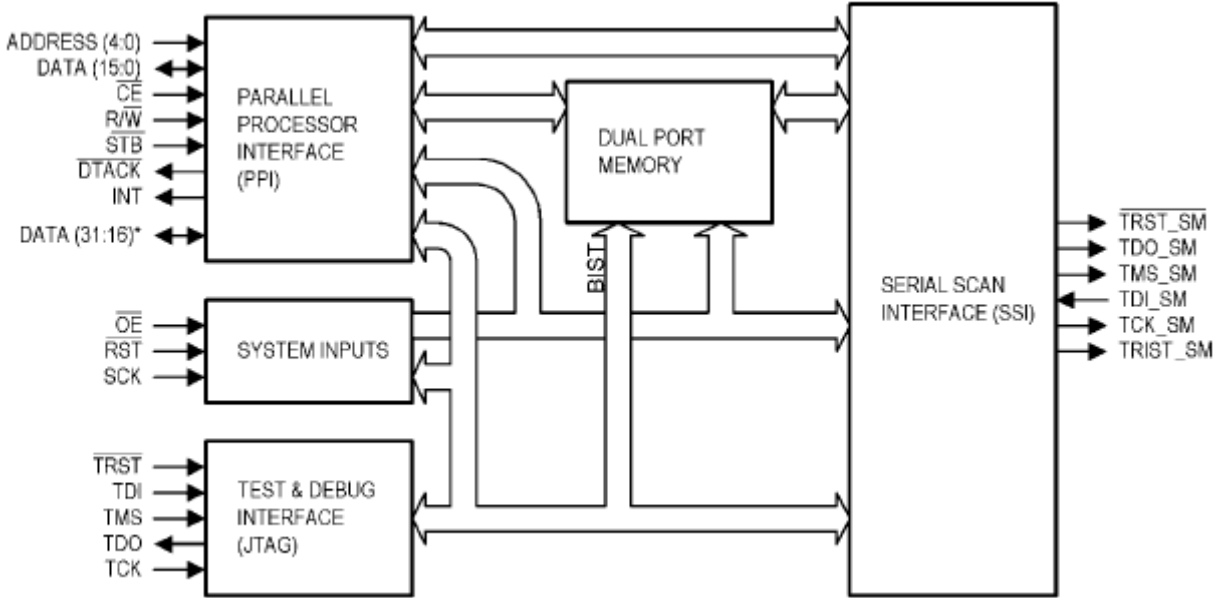 ADDRESS (4:0)
DATA (15:0)
CE
R/W
STB
DTACK
INT
DATA (31:16)*
PARALLEL
PROCESSOR
INTERFACE
(PPI)
DUAL PORT
MEMORY
BIST
OE
RST
SCK
SYSTEM INPUTS
TRST
TDI
TMS
TDO
TCK
TEST & DEBUG
INTERFACE
(JTAG)
SERIAL SCAN
INTERFACE (SSI)
TRST_SM
TDO_SM
TMS_SM
TDI_SM
TCK_SM
TRIST_SM